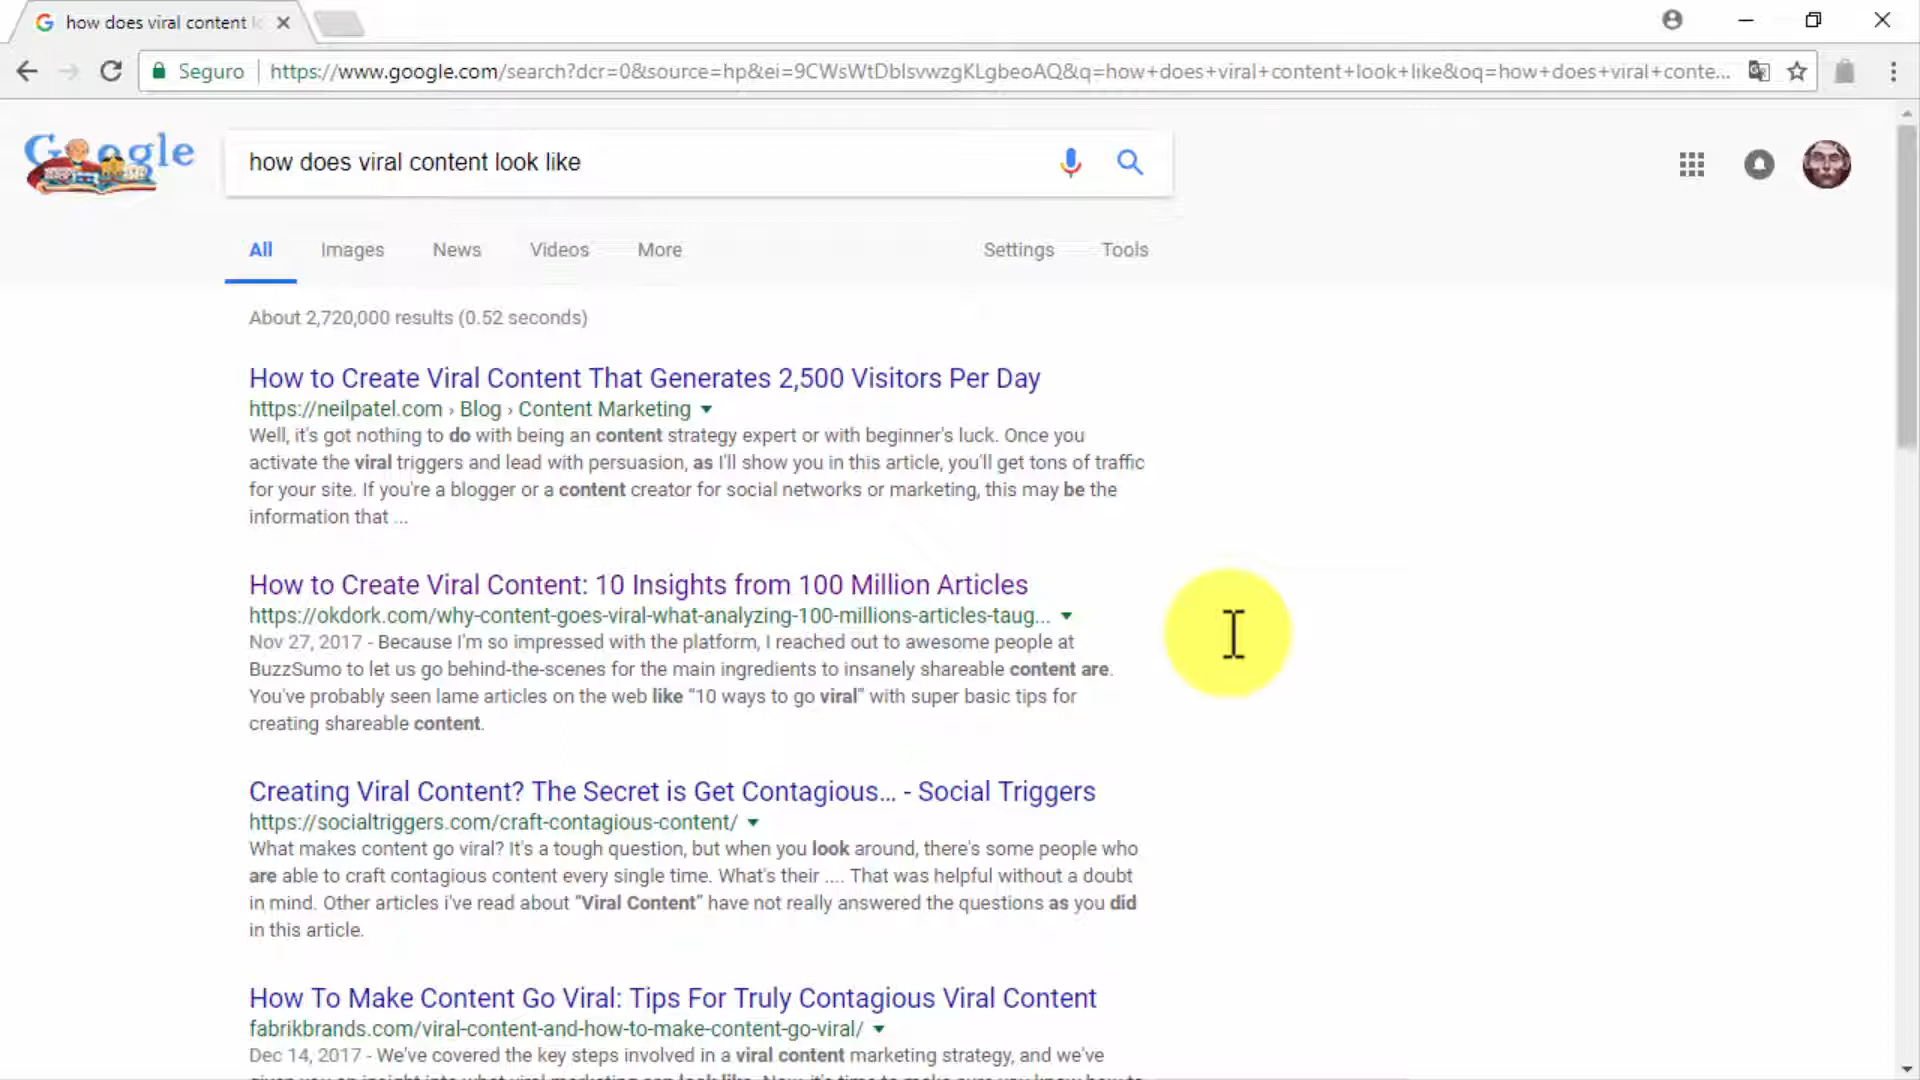 how does viral content
Seguro https://www.google.com/search?dcr=0&source=hp&ei=9CWsWtDblsvwzgKLgbeoAQ&q=how+does+viral+content+look+like&oq=how+does+viral+conte...
Google how does viral content look like
All Images News Videos More Settings Tools
About 2,720,000 results (0.52 seconds)
How to Create Viral Content That Generates 2,500 Visitors Per Day
https://neilpatel.com › Blog › Content Marketing
Well, it's got nothing to do with being an content strategy expert or with beginner's luck. Once you
activate the viral triggers and lead with persuasion, as I'll show you in this article, you'll get tons of traffic
for your site. If you're a blogger or a content creator for social networks or marketing, this may be the
information that ...
How to Create Viral Content: 10 Insights from 100 Million Articles
https://okdork.com/why-content-goes-viral-what-analyzing-100-millions-articles-taug...
Nov 27, 2017 - Because I'm so impressed with the platform, I reached out to awesome people at
BuzzSumo to let us go behind-the-scenes for the main ingredients to insanely shareable content are.
You've probably seen lame articles on the web like “10 ways to go viral” with super basic tips for
creating shareable content.
Creating Viral Content? The Secret is Get Contagious... - Social Triggers
https://socialtriggers.com/craft-contagious-content/
What makes content go viral? It's a tough question, but when you look around, there's some people who
are able to craft contagious content every single time. What's their .... That was helpful without a doubt
in mind. Other articles i've read about “Viral Content” have not really answered the questions as you did
in this article.
How To Make Content Go Viral: Tips For Truly Contagious Viral Content
fabrikbrands.com/viral-content-and-how-to-make-content-go-viral/
Dec 14, 2017 - We've covered the key steps involved in a viral content marketing strategy, and we've